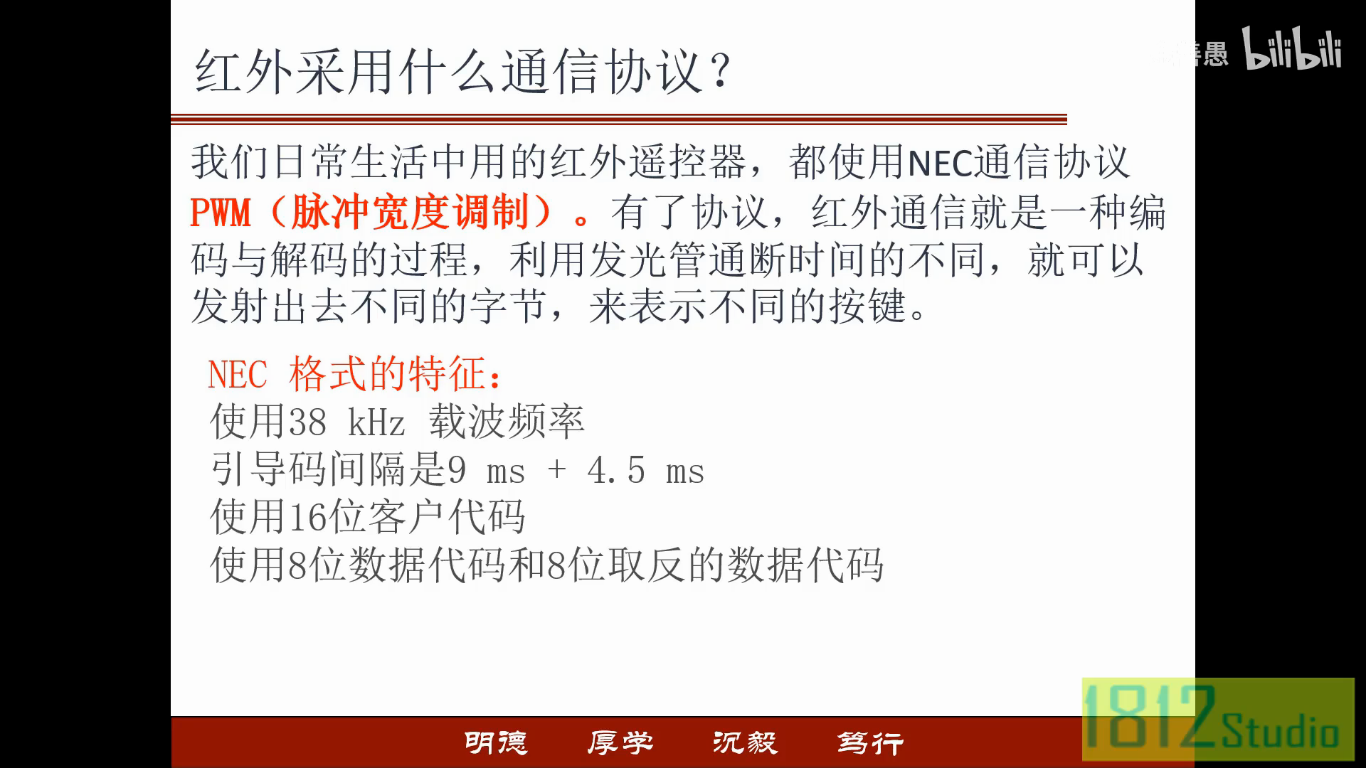 红外采用什么通信协议？
善愚 bilibili
我们日常生活中用的红外遥控器，都使用NEC通信协议
PWM（脉冲宽度调制）。有了协议，红外通信就是一种编
码与解码的过程，利用发光管通断时间的不同，就可以
发射出去不同的字节，来表示不同的按键。
NEC 格式的特征：
使用38 kHz 载波频率
引导码间隔是9 ms + 4.5 ms
使用16位客户代码
使用8位数据代码和8位取反的数据代码
明德 厚学 沉毅 笃行
1812 Studio